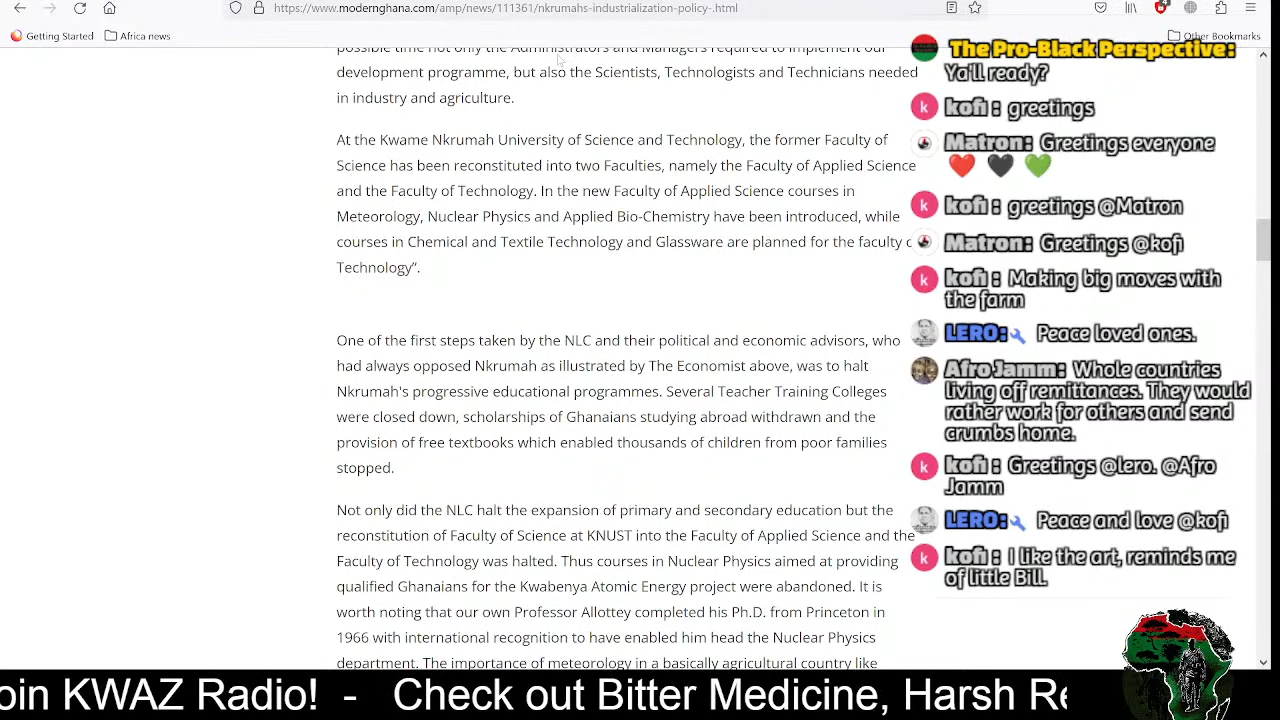 https://www.modernghana.com/amp/news/111361/nkrumahs-industrialization-policy-.html
Getting Started
Africa news
Other Bookmarks
possible time not only the Administrators and Managers required to implement our
development programme, but also the Scientists, Technologists and Technicians needed
in industry and agriculture.
At the Kwame Nkrumah University of Science and Technology, the former Faculty of
Science has been reconstituted into two Faculties, namely the Faculty of Applied Science
and the Faculty of Technology. In the new Faculty of Applied Science courses in
Meteorology, Nuclear Physics and Applied Bio-Chemistry have been introduced, while
courses in Chemical and Textile Technology and Glassware are planned for the faculty
Technology”.
One of the first steps taken by the NLC and their political and economic advisors, who
had always opposed Nkrumah as illustrated by The Economist above, was to halt
Nkrumah's progressive educational programmes. Several Teacher Training Colleges
were closed down, scholarships of Ghanaians studying abroad withdrawn and the
provision of free textbooks which enabled thousands of children from poor families
stopped.
Not only did the NLC halt the expansion of primary and secondary education but the
reconstitution of Faculty of Science at KNUST into the Faculty of Applied Science and the
Faculty of Technology was halted. Thus courses in Nuclear Physics aimed at providing
qualified Ghanaians for the Kwabenya Atomic Energy project were abandoned. It is
worth noting that our own Professor Allottey completed his Ph.D. from Princeton in
1966 with international recognition to have enabled him head the Nuclear Physics
department. The importance of meteorology in a basically agricultural country like
The Pro-Black Perspective:
Ya'll ready?
k kofi : greetings
Matron: Greetings everyone
❤️ 🖤 💚
k kofi : greetings @Matron
Matron: Greetings @kofi
k kofi : Making big moves with
the farm
LERO: Peace loved ones.
Afro Jamm: Whole countries
living off remittances. They would
rather work for others and send
crumbs home.
k kofi : Greetings @lero. @Afro
Jamm
LERO: Peace and love @kofi
k kofi : I like the art, reminds me
of little Bill.
oin KWAZ Radio! - Check out Bitter Medicine, Harsh Re